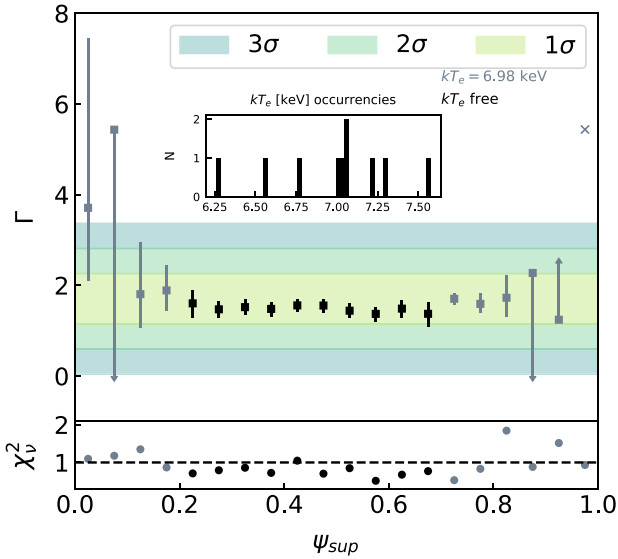 Γ
8
6
4
2
0
3σ 2σ 1σ
kTₑ = 6.98 keV
kTₑ free
kTₑ [keV] occurrencies
N
2
1
0
6.25 6.50 6.75 7.00 7.25 7.50
χ²ᵥ
2
1
0.0 0.2 0.4 0.6 0.8 1.0
ψ_sup